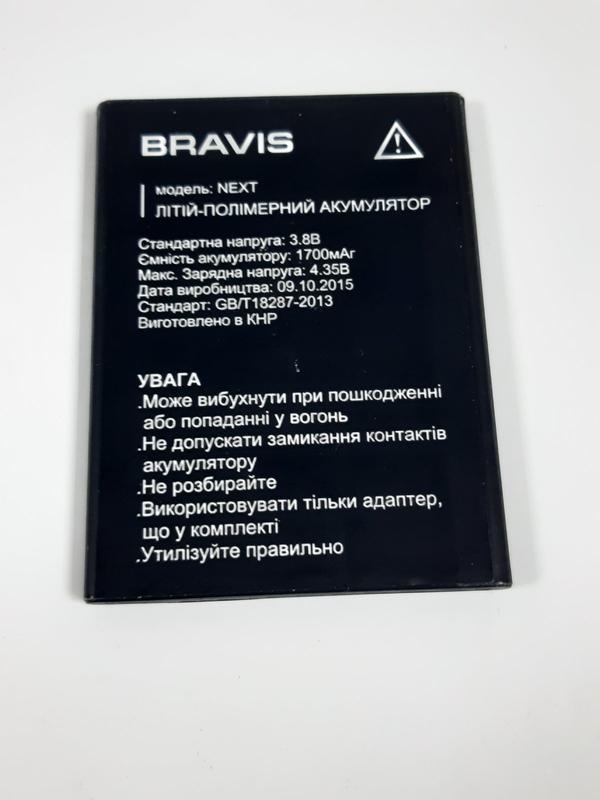 BRAVIS
модель: NEXT
ЛІТІЙ-ПОЛІМЕРНИЙ АКУМУЛЯТОР
Стандартна напруга: 3.8В
Ємність акумулятору: 1700мАг
Макс. Зарядна напруга: 4.35В
Дата виробництва: 09.10.2015
Стандарт: GB/T18287-2013
Виготовлено в КНР
УВАГА
.Може вибухнути при пошкодженні
або попаданні у вогонь
.Не допускати замикання контактів
акумулятору
.Не розбирайте
.Використовувати тільки адаптер,
що у комплекті
.Утилізуйте правильно